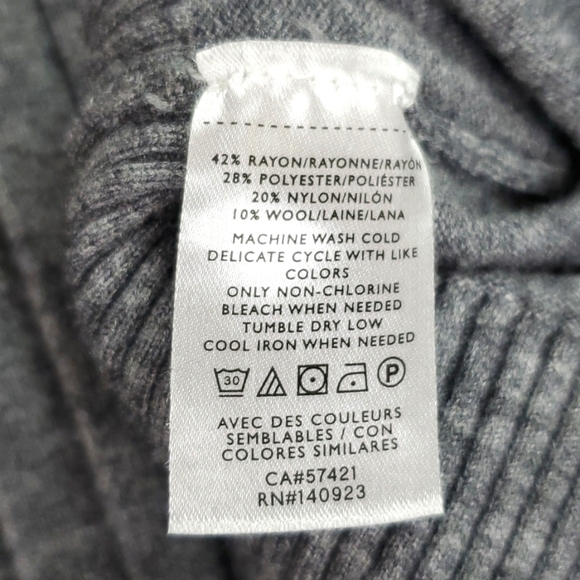 42% RAYON/RAYONNE/RAYÓN
28% POLYESTER/POLIÉSTER
20% NYLON/NILÓN
10% WOOL/LAINE/LANA
MACHINE WASH COLD
DELICATE CYCLE WITH LIKE
COLORS
ONLY NON-CHLORINE
BLEACH WHEN NEEDED
TUMBLE DRY LOW
COOL IRON WHEN NEEDED
30 P
AVEC DES COULEURS
SEMBLABLES / CON
COLORES SIMILARES
CA#57421
RN#140923